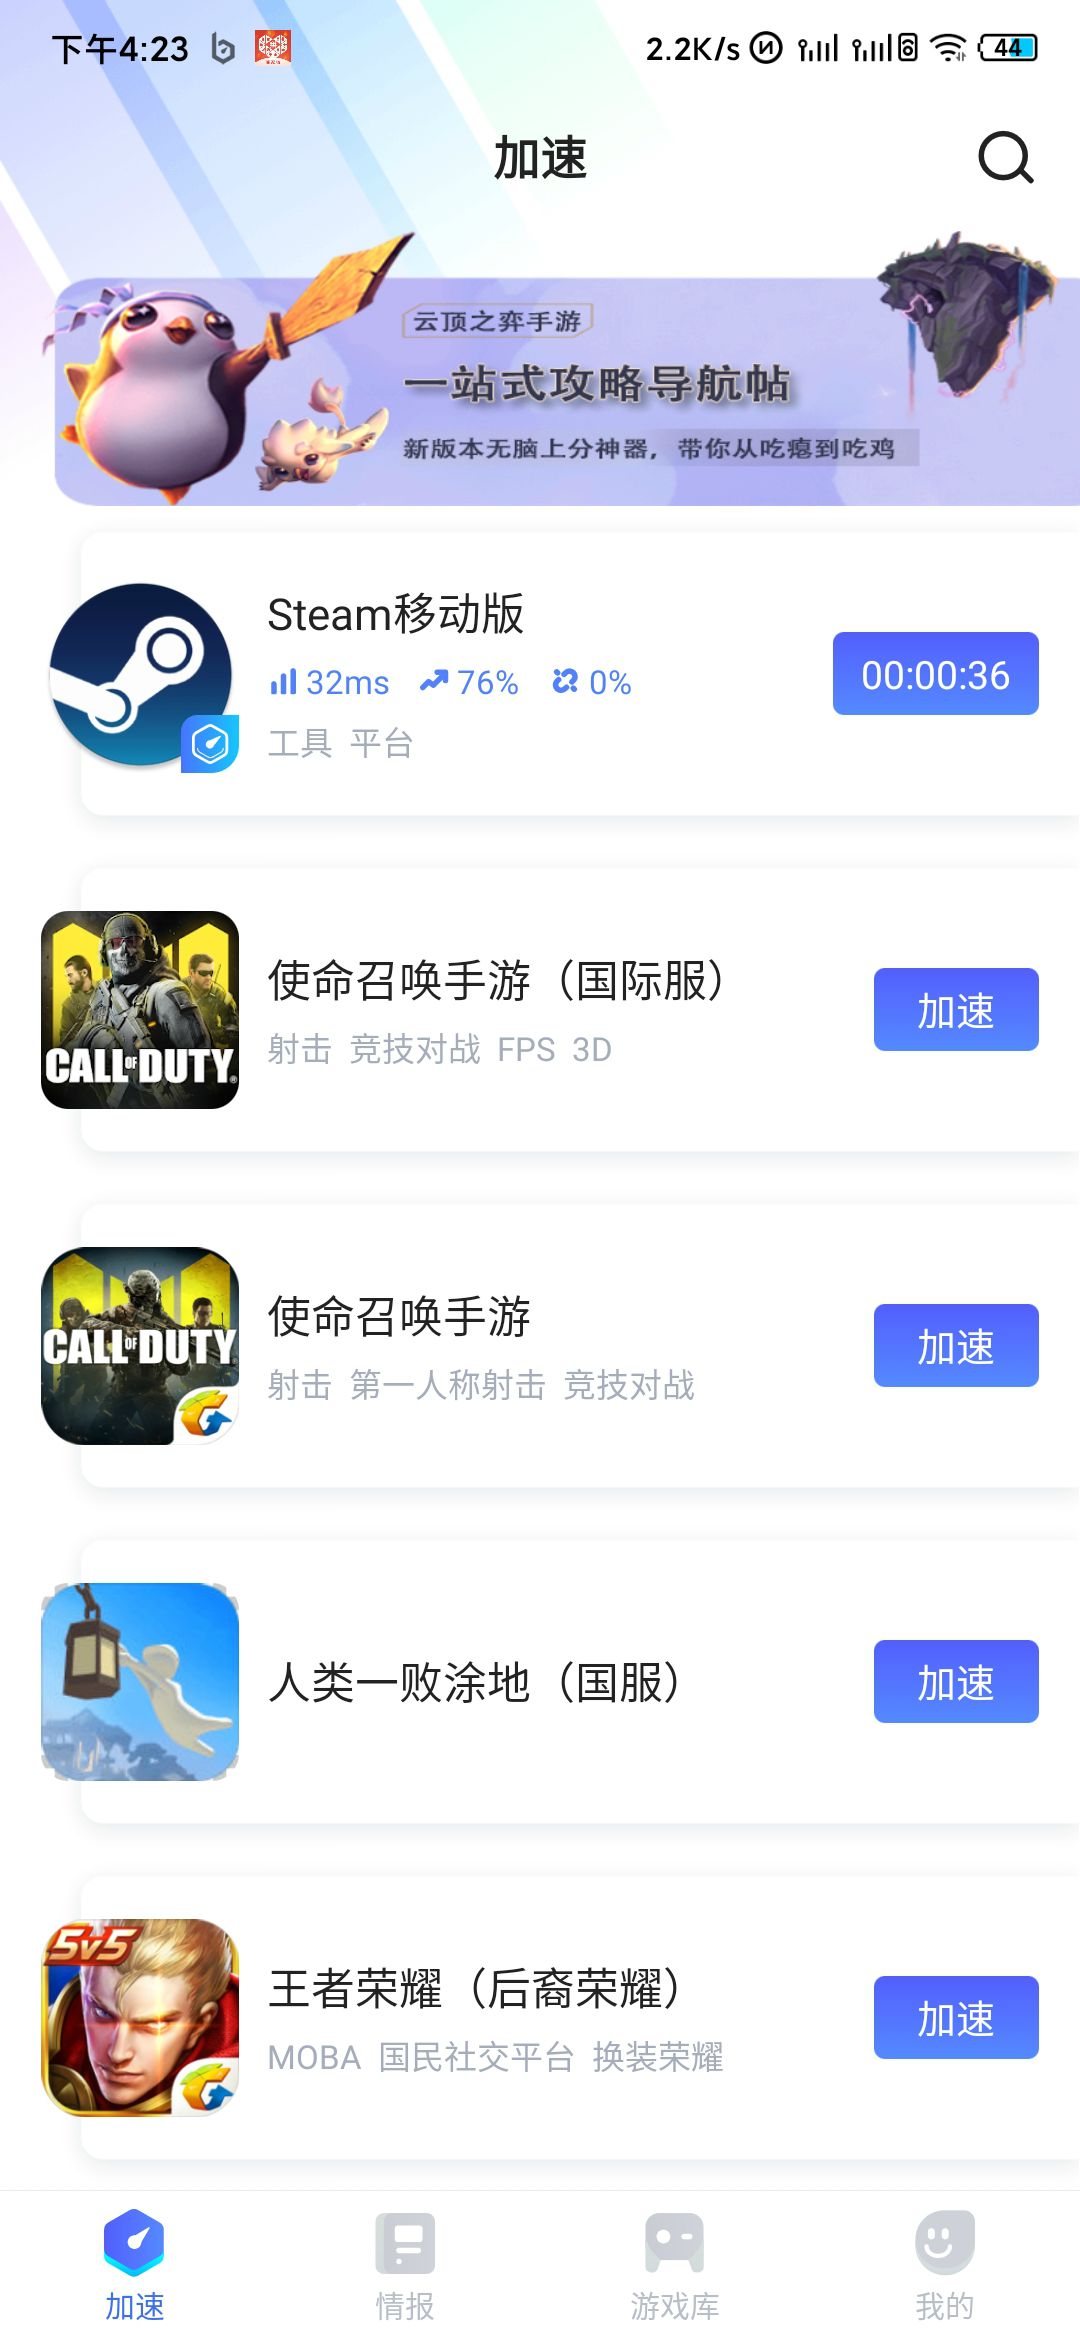 下午4:23
2.2K/s
44
加速
云顶之弈手游
一站式攻略导航帖
新版本无脑上分神器，带你从吃瘪到吃鸡
Steam移动版
32ms 76% 0%
00:00:36
工具 平台
CALL OF DUTY
使命召唤手游（国际服）
射击 竞技对战 FPS 3D
加速
CALL OF DUTY
使命召唤手游
射击 第一人称射击 竞技对战
加速
人类一败涂地（国服）
加速
5v5
王者荣耀（后裔荣耀）
MOBA 国民社交平台 换装荣耀
加速
加速
情报
游戏库
我的